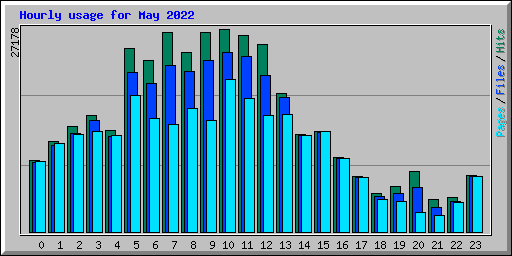 Hourly usage for May 2022
27178
Pages/Files/Hits
0 1 2 3 4 5 6 7 8 9 10 11 12 13 14 15 16 17 18 19 20 21 22 23